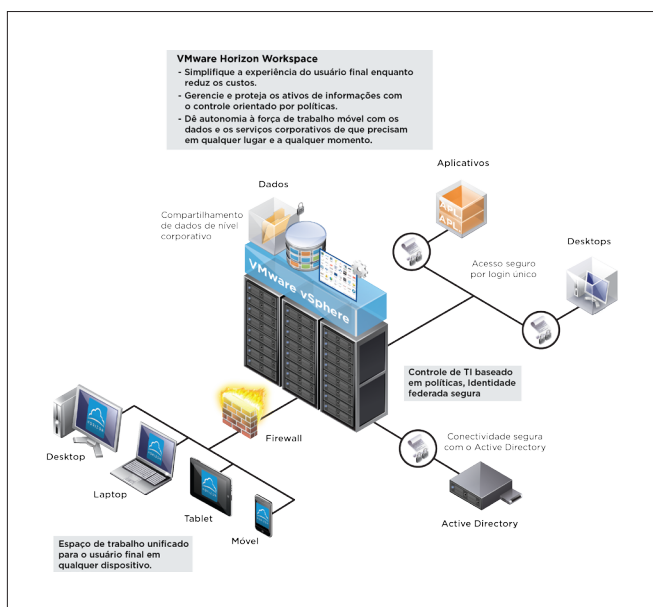 VMware Horizon Workspace
- Simplifique a experiência do usuário final enquanto
reduz os custos.
- Gerencie e proteja os ativos de informações com
o controle orientado por políticas.
- Dê autonomia à força de trabalho móvel com os
dados e os serviços corporativos de que precisam
em qualquer lugar e a qualquer momento.
Aplicativos
APL
APL
Dados
Compartilhamento
de dados de nível
corporativo
Desktops
Acesso seguro
por login único
VMware vSphere
Controle de TI baseado
em políticas, Identidade
federada segura
Firewall
Conectividade segura
com o Active Directory
Desktop
HORIZON
Laptop
HORIZON
Tablet
Móvel
Active Directory
Espaço de trabalho unificado
para o usuário final em
qualquer dispositivo.